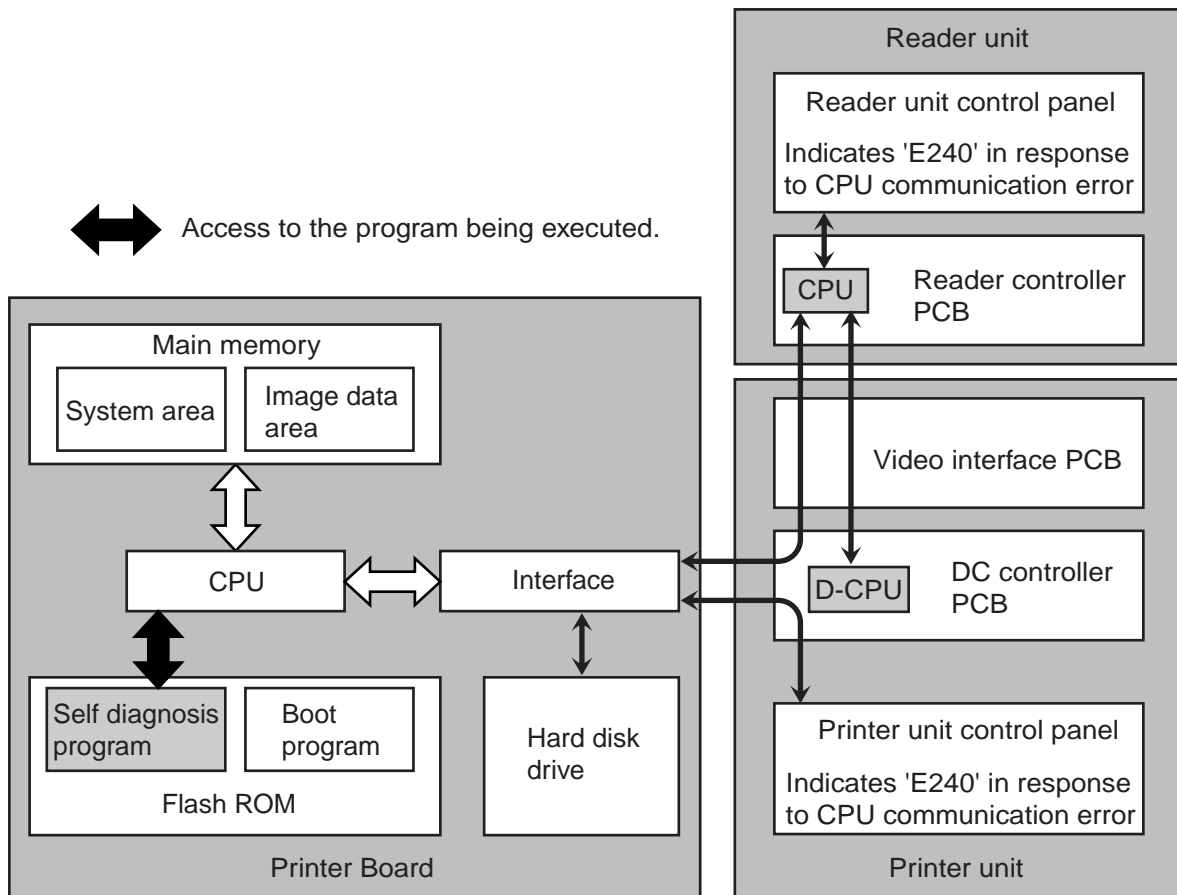 Reader unit
Reader unit control panel
Indicates 'E240' in response
to CPU communication error
Access to the program being executed.
CPU
Reader controller
PCB
Main memory
System area
Image data
area
Video interface PCB
CPU
Interface
D-CPU
DC controller
PCB
Self diagnosis
program
Boot
program
Flash ROM
Hard disk
drive
Printer unit control panel
Indicates 'E240' in response
to CPU communication error
Printer Board
Printer unit